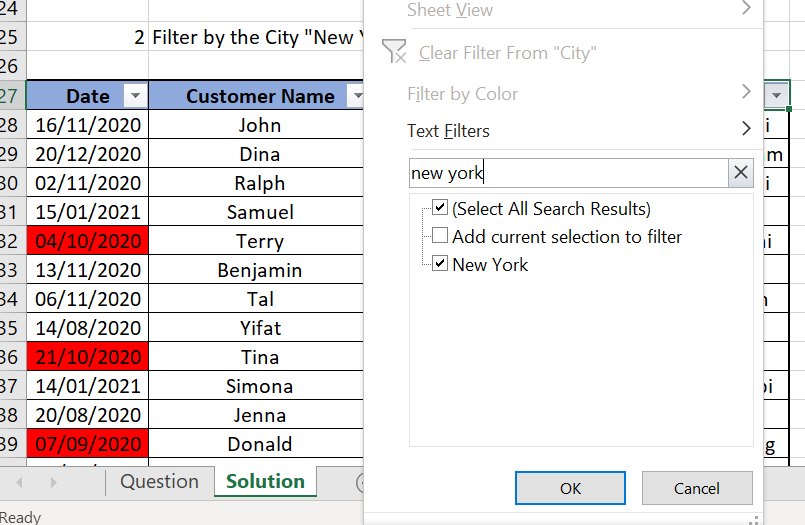 24
Sheet View
25 2 Filter by the City "New Y
Clear Filter From "City"
26
27 Date Customer Name
Filter by Color
28 16/11/2020 John i
Text Filters
29 20/12/2020 Dina m
30 02/11/2020 Ralph i
new york
31 15/01/2021 Samuel
(Select All Search Results)
32 04/10/2020 Terry i
Add current selection to filter
33 13/11/2020 Benjamin
New York
34 06/11/2020 Tal
35 14/08/2020 Yifat
36 21/10/2020 Tina
37 14/01/2021 Simona i
38 20/08/2020 Jenna
39 07/09/2020 Donald g
Question Solution
OK Cancel
Ready